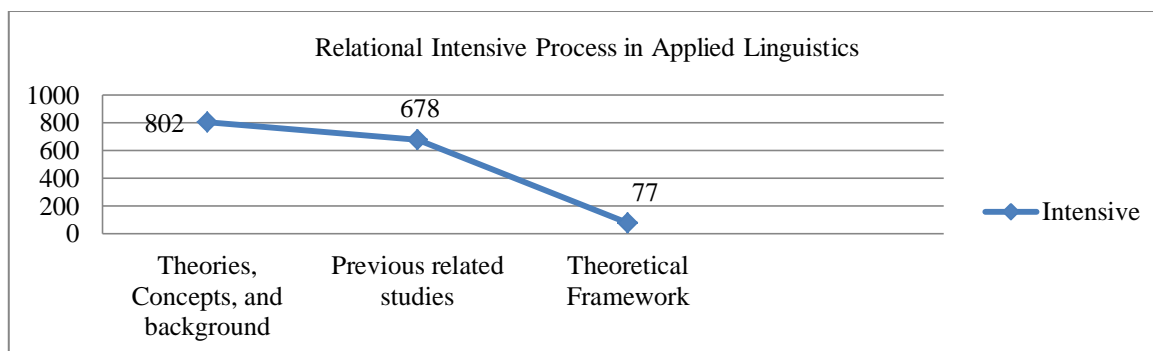 Relational Intensive Process in Applied Linguistics
1000
800
600
400
200
0
802
678
77
Intensive
Theories,
Concepts, and
background
Previous related
studies
Theoretical
Framework